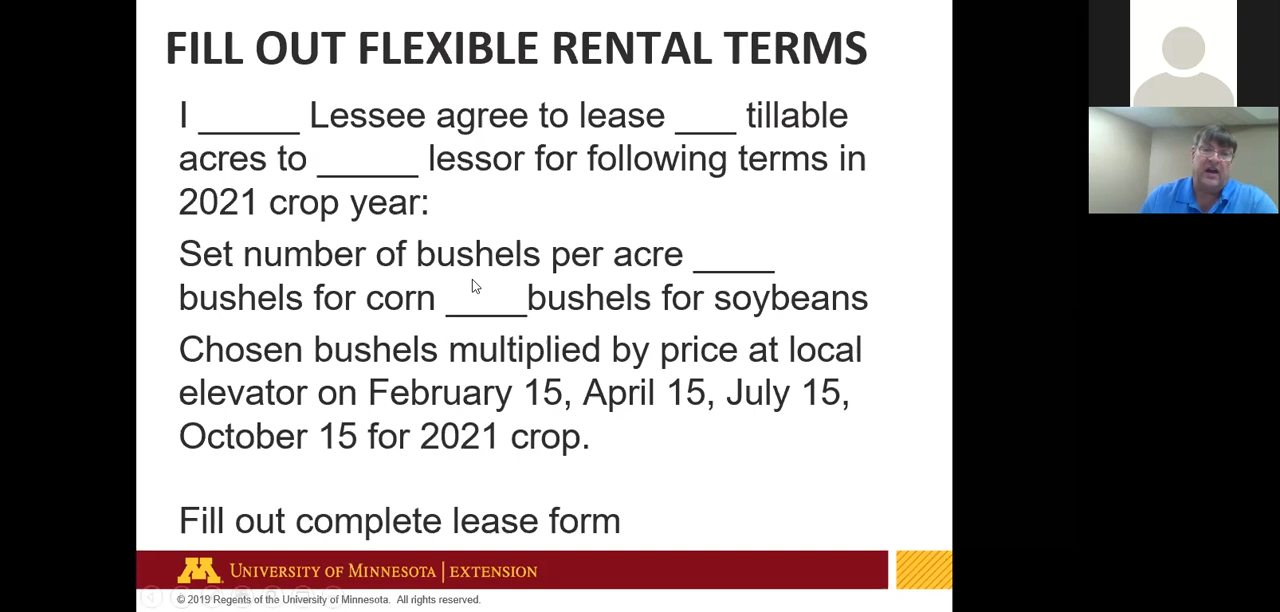 FILL OUT FLEXIBLE RENTAL TERMS
I _____ Lessee agree to lease ___ tillable
acres to _____ lessor for following terms in
2021 crop year:
Set number of bushels per acre ____
bushels for corn ____bushels for soybeans
Chosen bushels multiplied by price at local
elevator on February 15, April 15, July 15,
October 15 for 2021 crop.
Fill out complete lease form
M UNIVERSITY OF MINNESOTA | EXTENSION
© 2019 Regents of the University of Minnesota. All rights reserved.